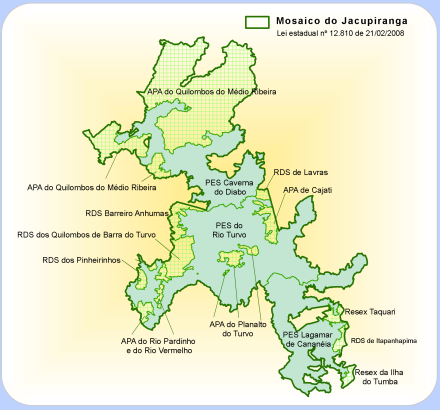 Mosaico do Jacupiranga
Lei estadual nº 12.810 de 21/02/2008
APA do Quilombos do Médio Ribeira
RDS de Lavras
PES Caverna
do Diabo
APA do Quilombos do Médio Ribeira
APA de Cajati
RDS Barreiro Anhumas
PES do
Rio Turvo
RDS dos Quilombos de Barra do Turvo
RDS dos Pinheirinhos
Resex Taquari
APA do Planalto
do Turvo
APA do Rio Pardinho
e do Rio Vermelho
PES Lagamar
de Cananéia
RDS de Itapanhapima
Resex da Ilha
do Tumba